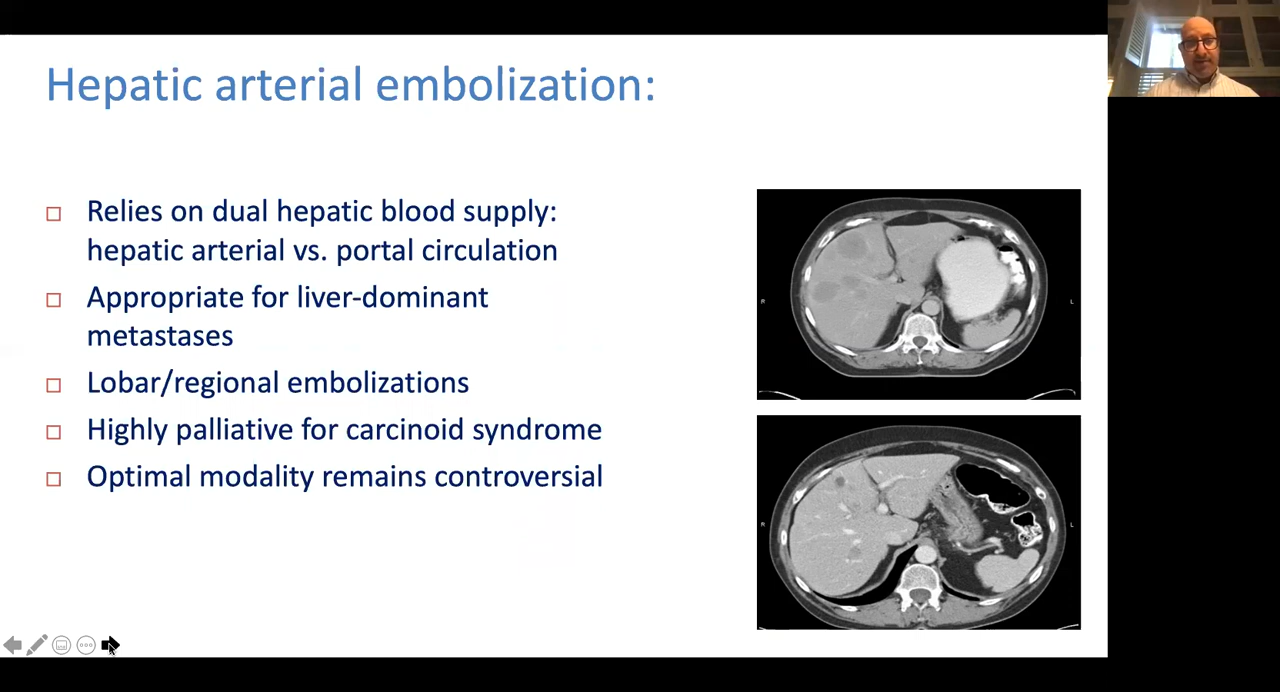 Hepatic arterial embolization:
Relies on dual hepatic blood supply:
hepatic arterial vs. portal circulation
Appropriate for liver-dominant
metastases
Lobar/regional embolizations
Highly palliative for carcinoid syndrome
Optimal modality remains controversial
R
L
R
L